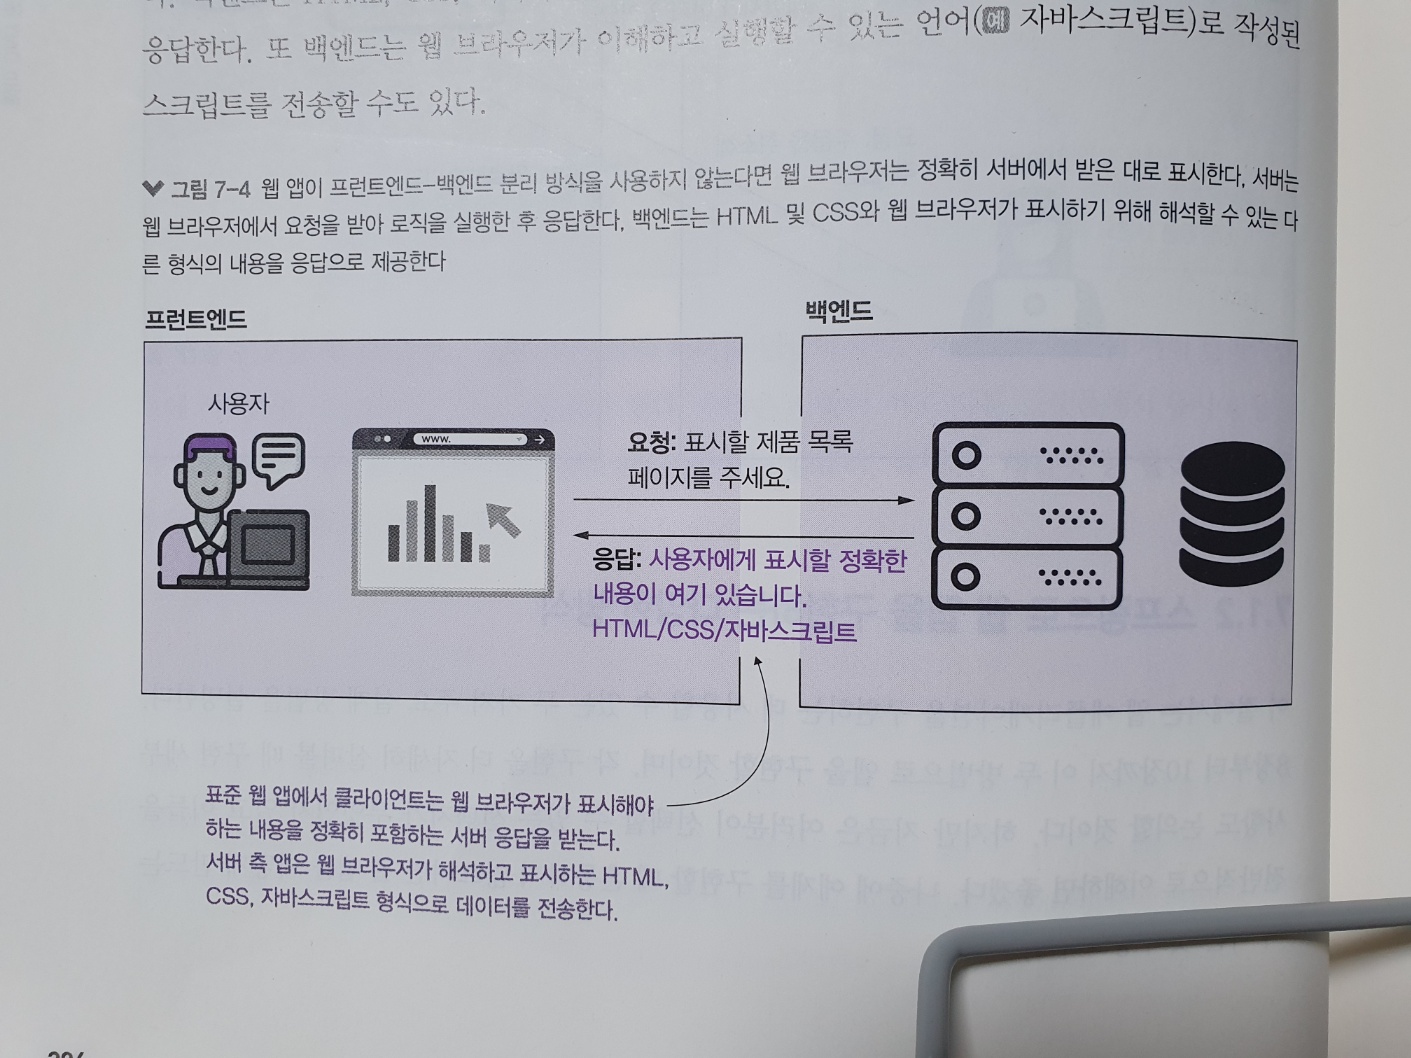 응답한다. 또 백엔드는 웹 브라우저가 이해하고 실행할 수 있는 언어(예 자바스크립트)로 작성된
스크립트를 전송할 수도 있다.
그림 7-4 웹 앱이 프런트엔드-백엔드 분리 방식을 사용하지 않는다면 웹 브라우저는 정확히 서버에서 받은 대로 표시한다, 서버는
웹 브라우저에서 요청을 받아 로직을 실행한 후 응답한다, 백엔드는 HTML 및 CSS와 웹 브라우저가 표시하기 위해 해석할 수 있는 다
른 형식의 내용을 응답으로 제공한다
프런트엔드
백엔드
사용자
www.
요청: 표시할 제품 목록
페이지를 주세요.
응답: 사용자에게 표시할 정확한
내용이 여기 있습니다.
HTML/CSS/자바스크립트
표준 웹 앱에서 클라이언트는 웹 브라우저가 표시해야
하는 내용을 정확히 포함하는 서버 응답을 받는다.
서버 측 앱은 웹 브라우저가 해석하고 표시하는 HTML,
CSS, 자바스크립트 형식으로 데이터를 전송한다.